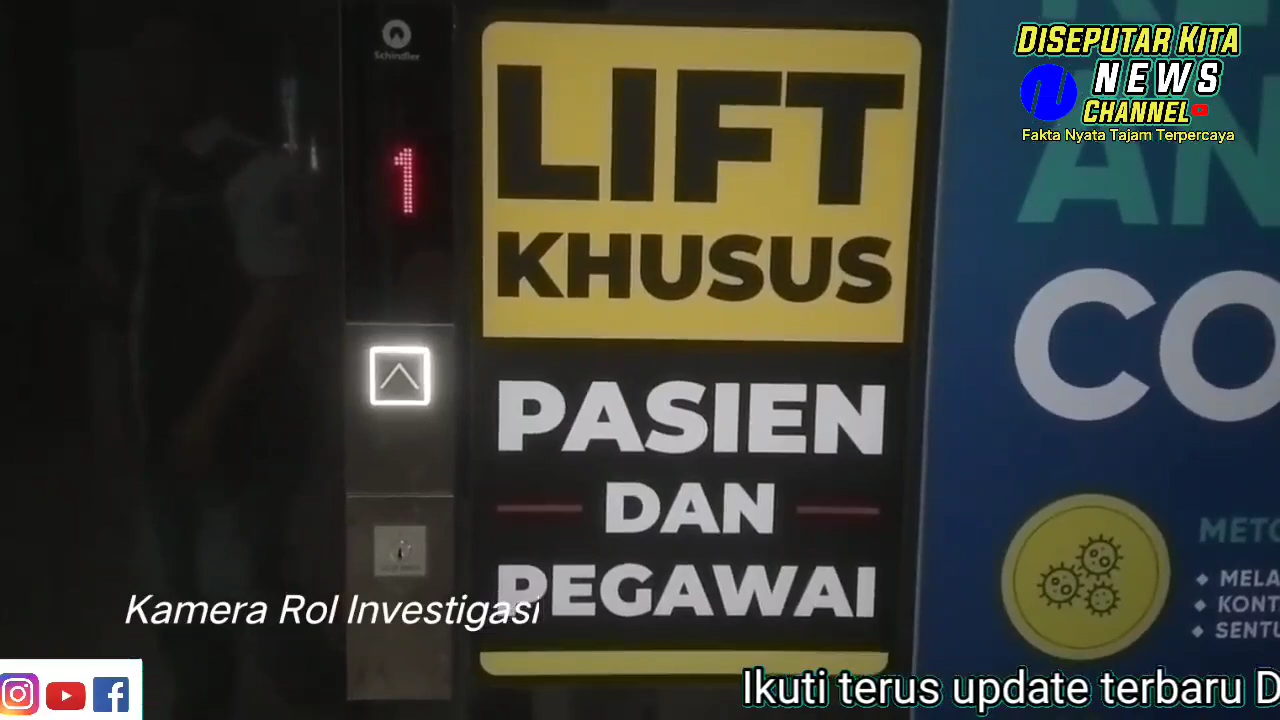 Schindler
1
LIFT
KHUSUS
PASIEN
DAN
PEGAWAI
DISEPUTAR KITA
NEWS
CHANNEL
Fakta Nyata Tajam Terpercaya
AN
CO
METO
MELA
KONT
SENTU
Kamera Rol Investigasi
Ikuti terus update terbaru D